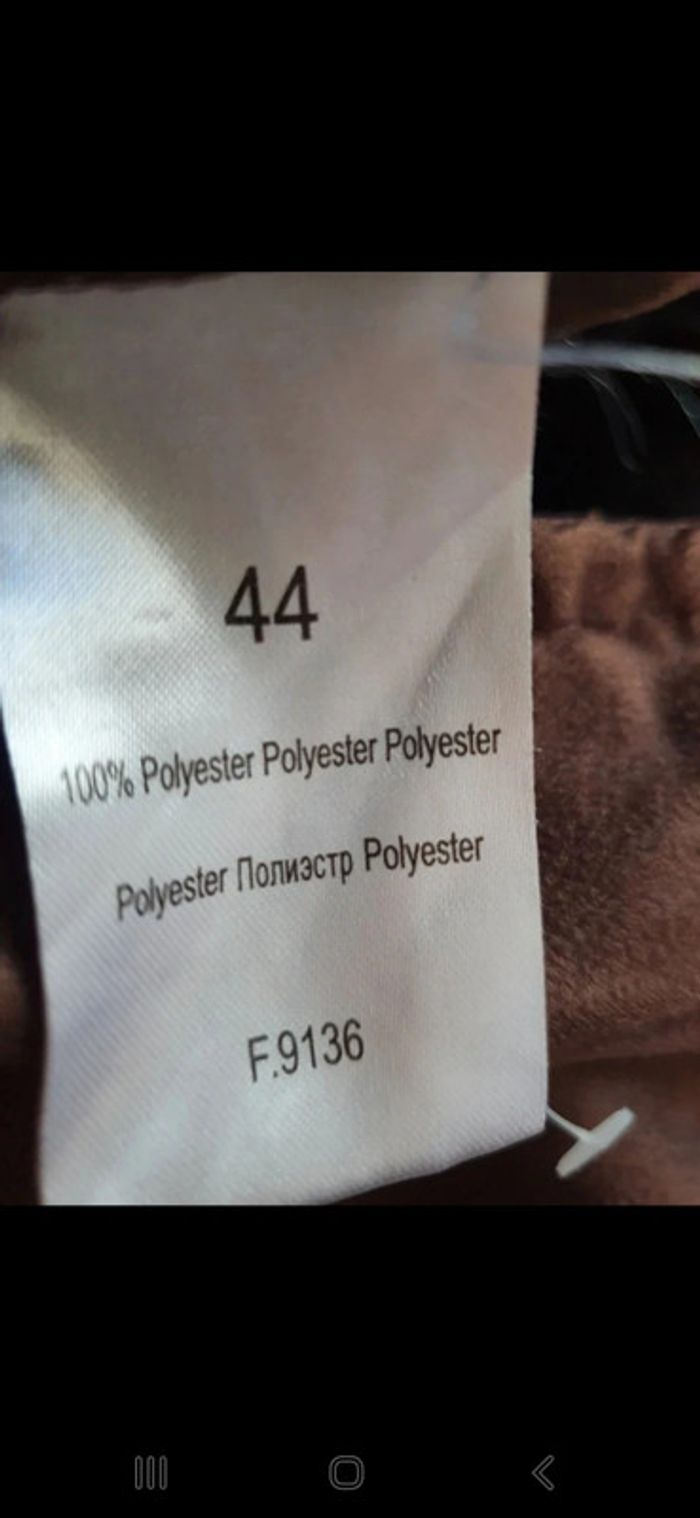 44
100% Polyester Polyester Polyester
Polyester Полиэстр Polyester
F.9136